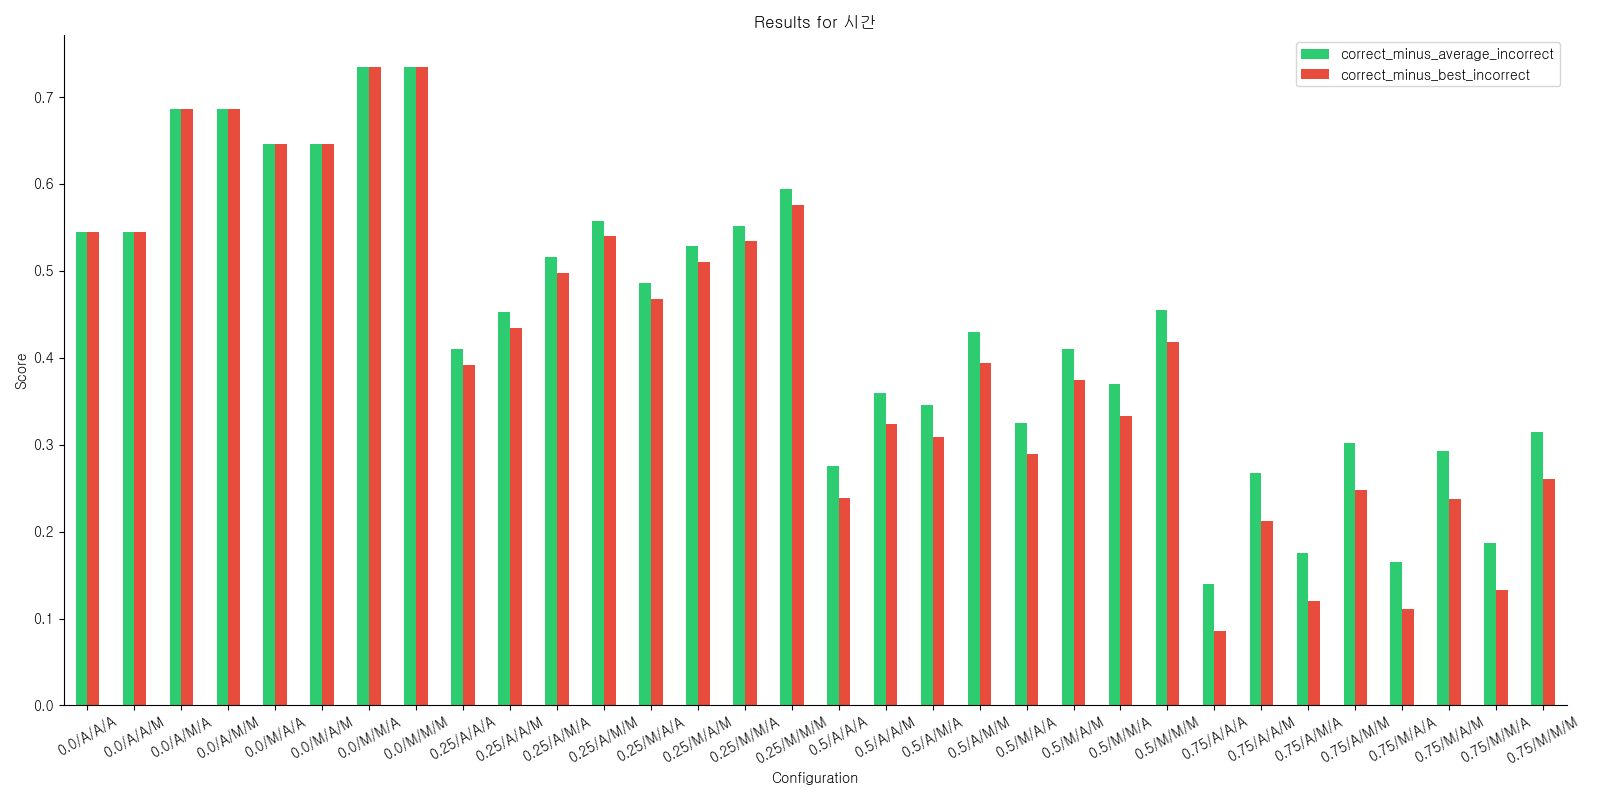 Results for 시간
correct_minus_average_incorrect
correct_minus_best_incorrect
Score
0.7
0.6
0.5
0.4
0.3
0.2
0.1
0.0
0.0/A/A/A
0.0/A/A/M
0.0/A/M/A
0.0/A/M/M
0.0/M/A/A
0.0/M/A/M
0.0/M/M/A
0.0/M/M/M
0.25/A/A/A
0.25/A/A/M
0.25/A/M/A
0.25/A/M/M
0.25/M/A/A
0.25/M/A/M
0.25/M/M/A
0.25/M/M/M
0.5/A/A/A
0.5/A/A/M
0.5/A/M/A
0.5/A/M/M
0.5/M/A/A
0.5/M/A/M
0.5/M/M/A
0.5/M/M/M
0.75/A/A/A
0.75/A/A/M
0.75/A/M/A
0.75/A/M/M
0.75/M/A/A
0.75/M/A/M
0.75/M/M/A
0.75/M/M/M
Configuration